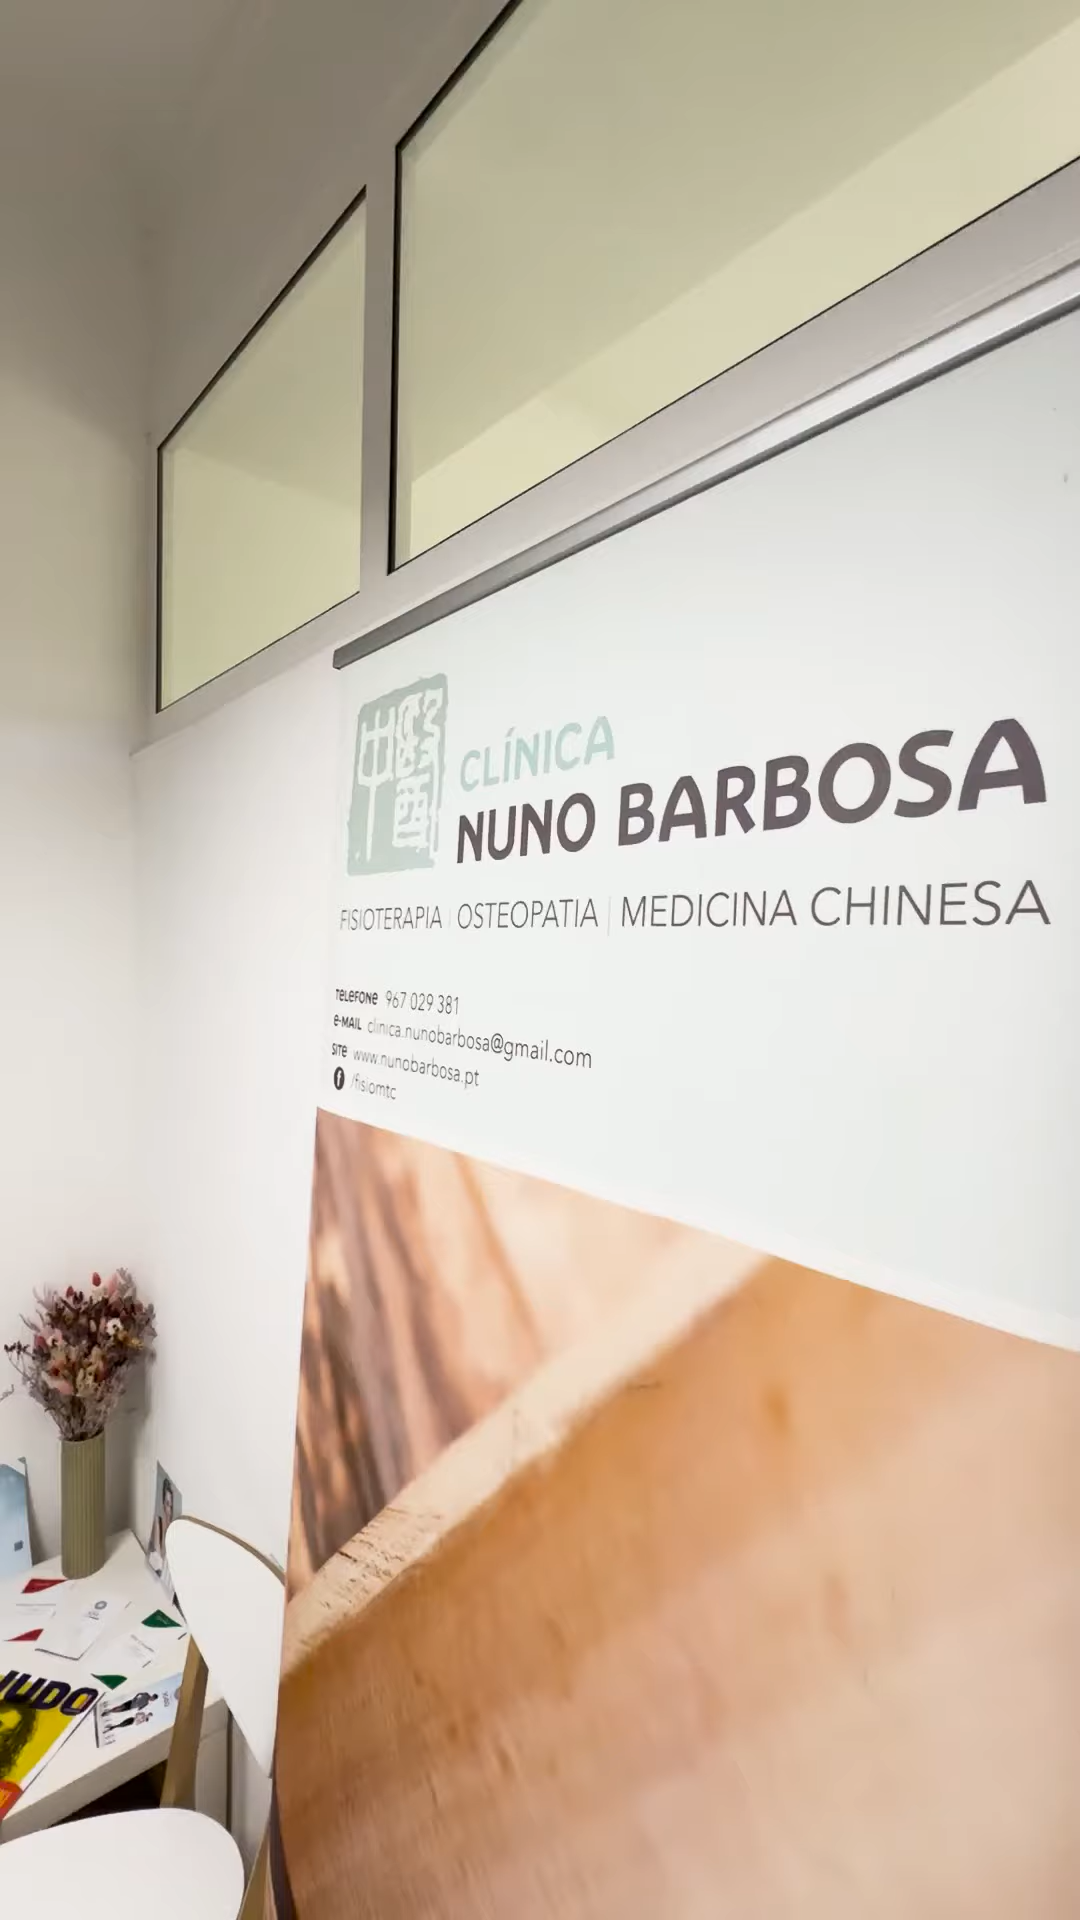 CLÍNICA
NUNO BARBOSA
FISIOTERAPIA | OSTEOPATIA | MEDICINA CHINESA
TELEFONE 967 029 381
e-MAIL clinica.nunobarbosa@gmail.com
SITE www.nunobarbosa.pt
f /fisiomtc
JUDO